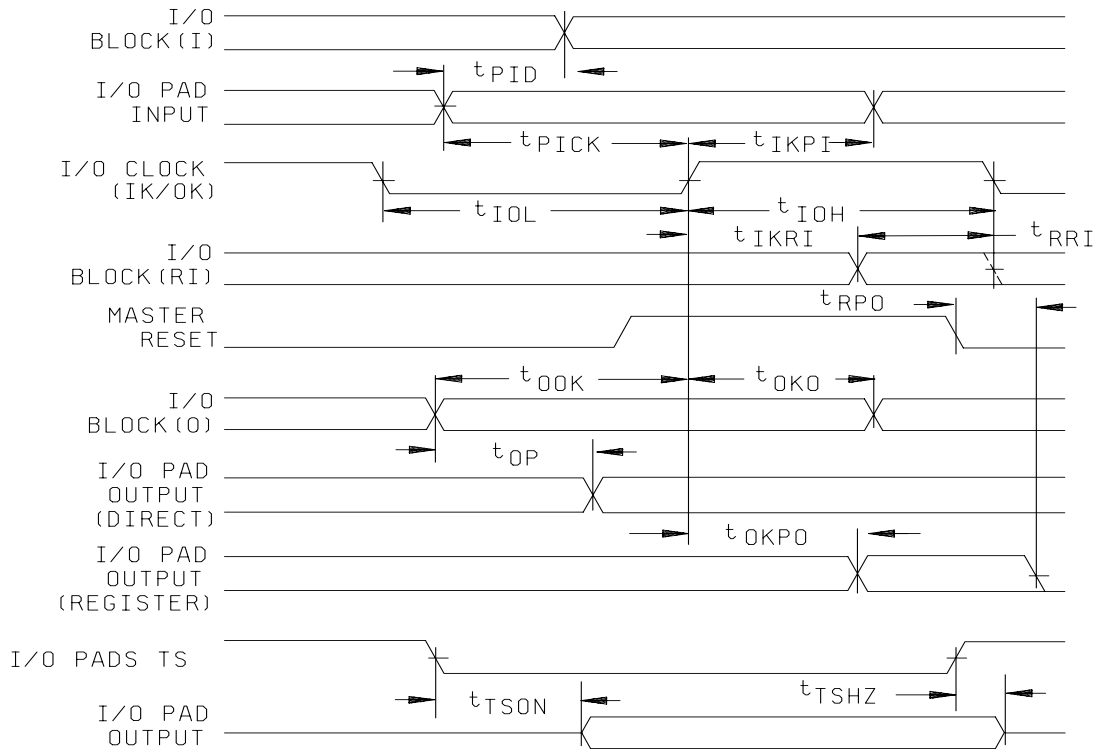 I/O
BLOCK(I)
tPID
I/O PAD
INPUT
tPICK
tIKPI
I/O CLOCK
(IK/OK)
tIOL
tIOH
tIKRI
tRRI
I/O
BLOCK(RI)
tRPO
MASTER
RESET
tOOK
tOKO
I/O
BLOCK(O)
tOP
I/O PAD
OUTPUT
(DIRECT)
tOKPO
I/O PAD
OUTPUT
(REGISTER)
I/O PADS TS
tTSON
tTSHZ
I/O PAD
OUTPUT